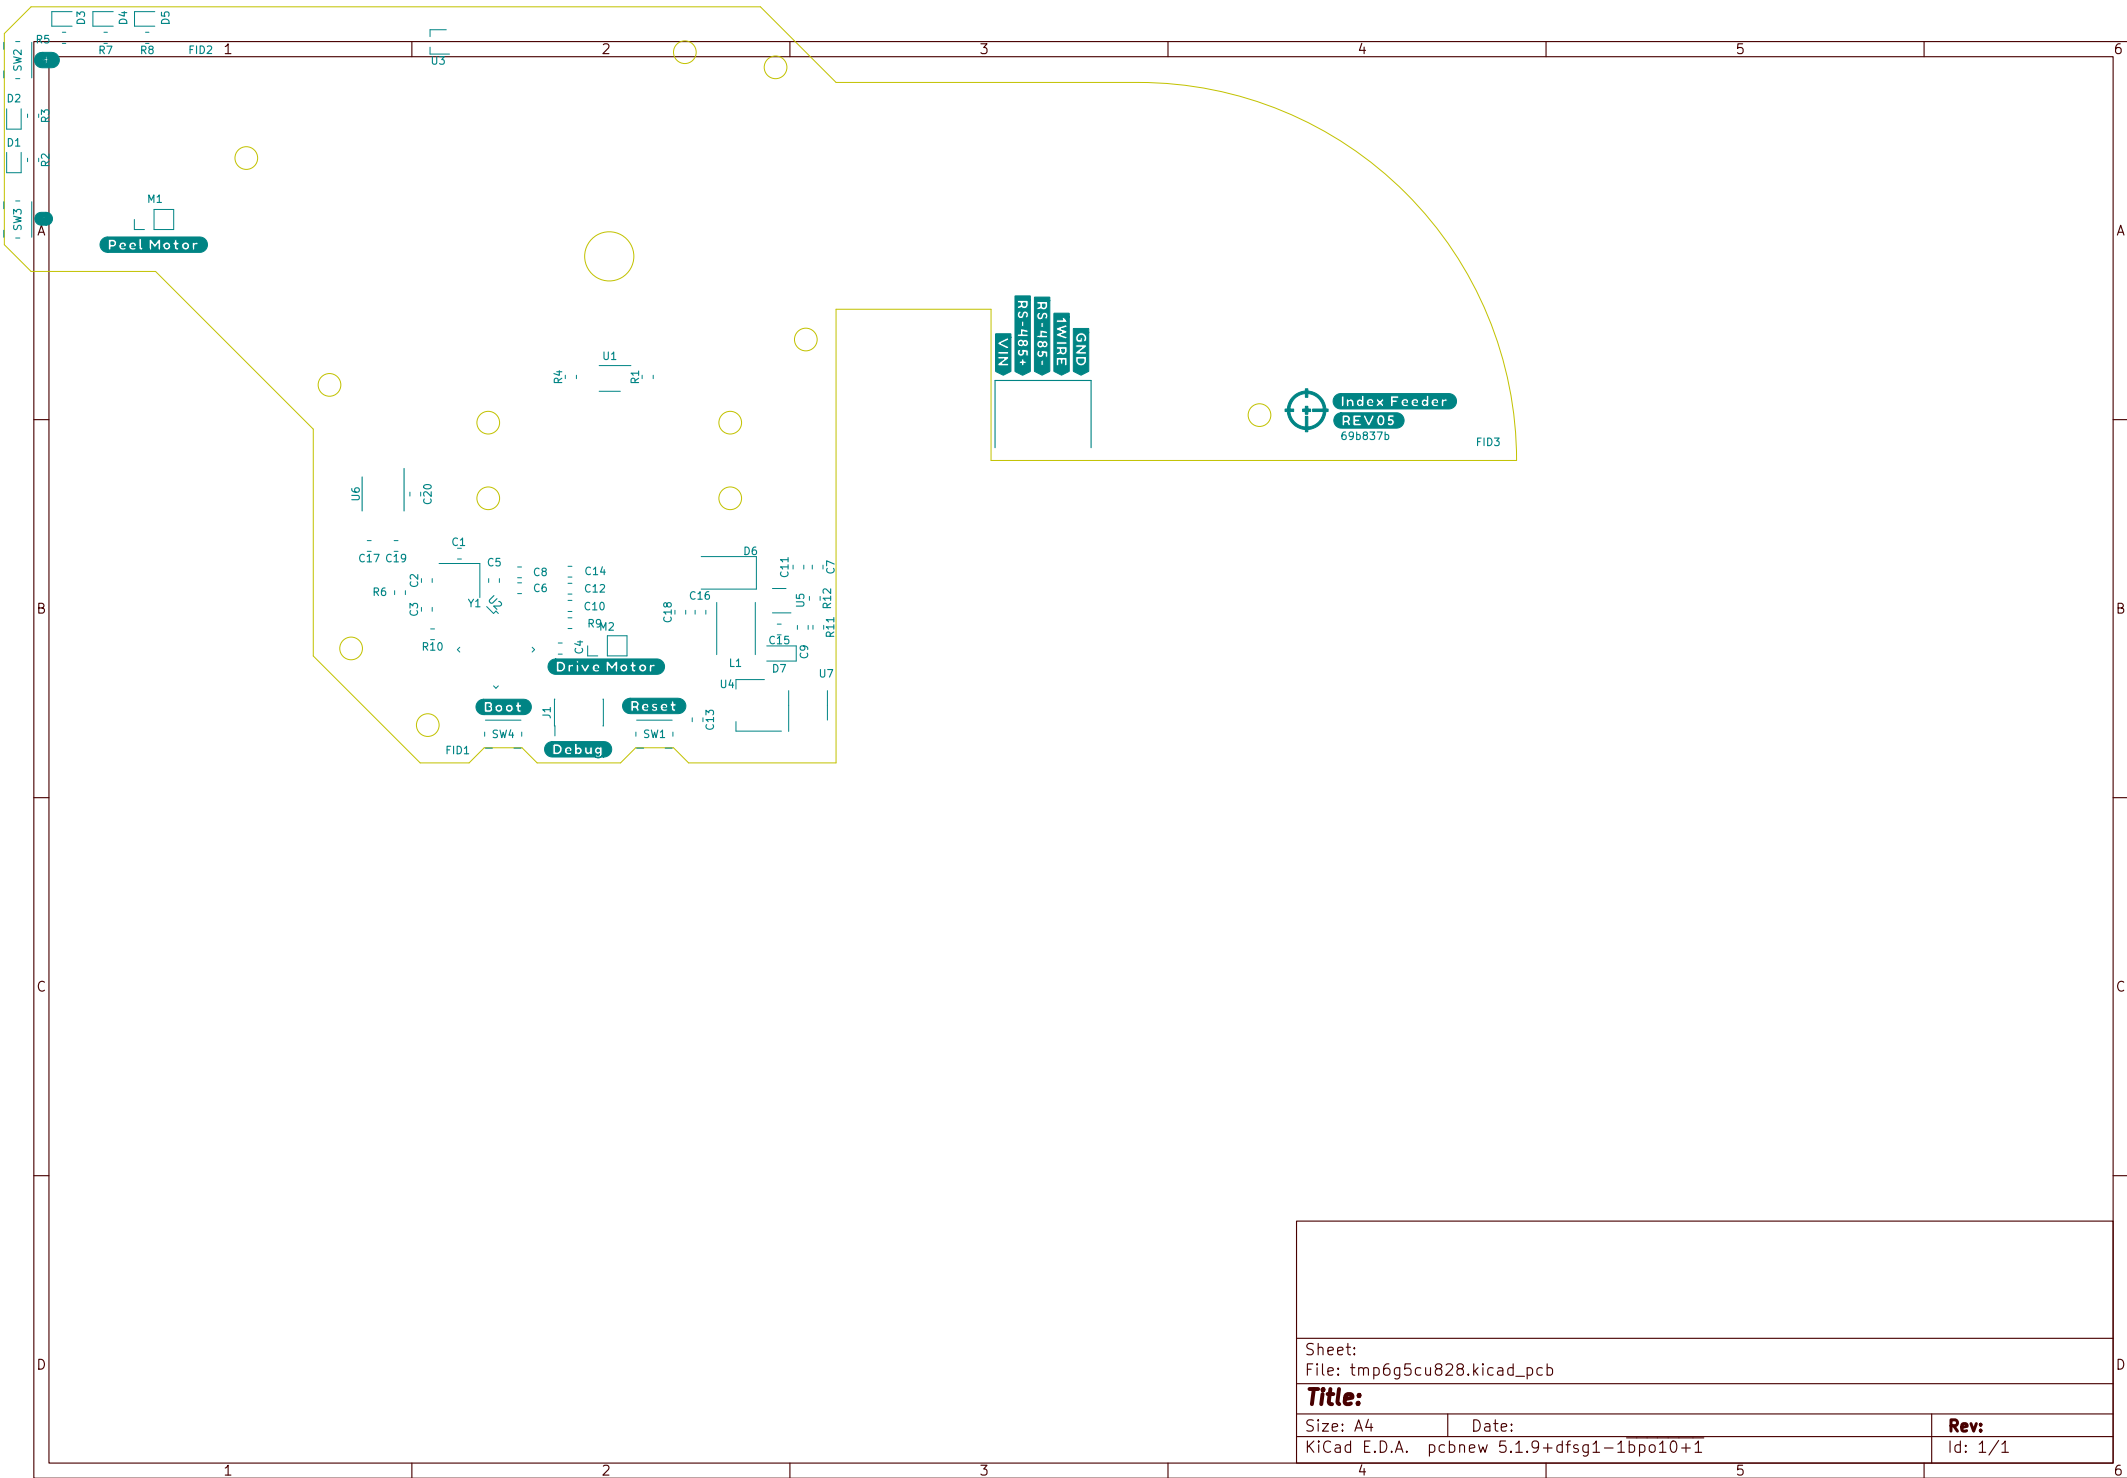 D3
D4
D5
R5
R7
R8
FID2
SW2
+
U3
1
2
3
4
5
6
D2
R3
D1
R2
M1
SW3
-
A
A
Peel Motor
VIN
RS-485+
RS-485-
1WIRE
GND
U1
R4
R1
Index Feeder
REV05
69b837b
FID3
U6
C20
C1
C17
C19
C5
C8
C14
D6
C11
C7
C2
R6
C6
C12
C16
U5
R12
C3
Y1
U2
C10
C18
B
B
R9
M2
R11
R10
C4
C15
C9
Drive Motor
L1
D7
U7
U4
Boot
J1
Reset
C13
SW4
SW1
FID1
Debug
C
C
Sheet:
File: tmp6g5cu828.kicad_pcb
D
D
Title:
Size: A4
Date:
Rev:
KiCad E.D.A. pcbnew 5.1.9+dfsg1-1bpo10+1
Id: 1/1
1
2
3
4
5
6